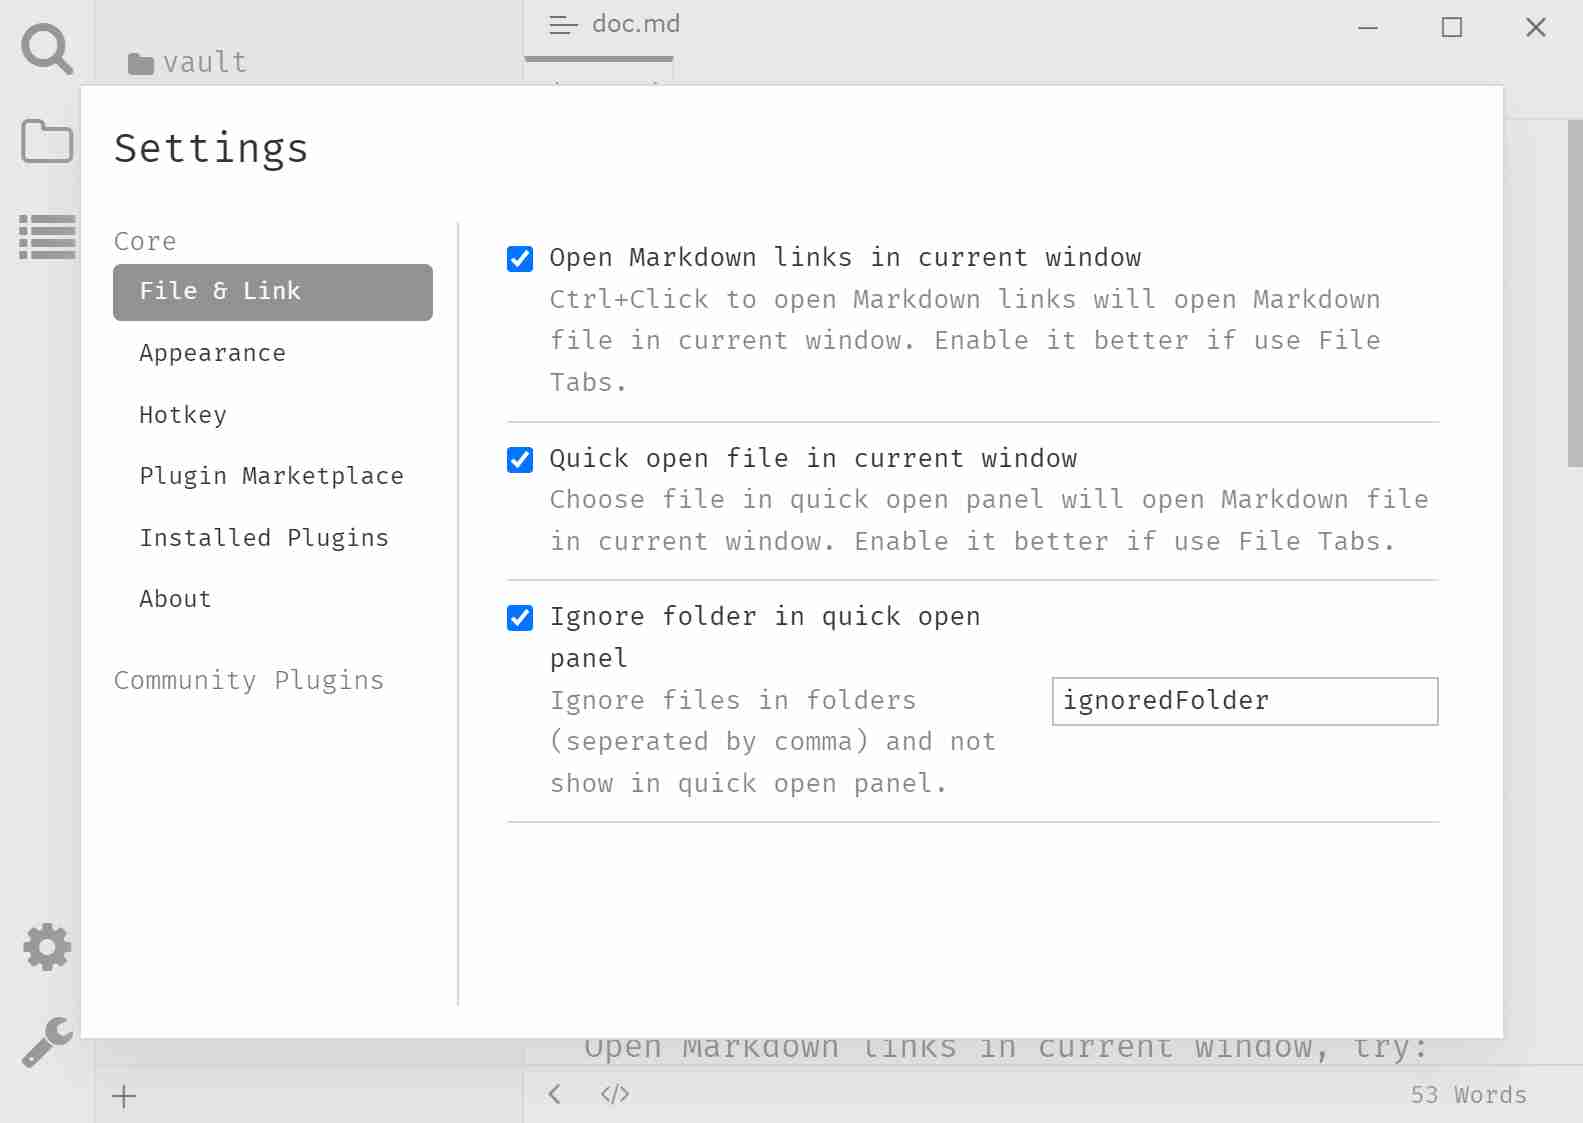 doc.md
vault
Settings
Core
File & Link
Appearance
Hotkey
Plugin Marketplace
Installed Plugins
About
Community Plugins
Open Markdown links in current window
Ctrl+Click to open Markdown links will open Markdown
file in current window. Enable it better if use File
Tabs.
Quick open file in current window
Choose file in quick open panel will open Markdown file
in current window. Enable it better if use File Tabs.
Ignore folder in quick open
panel
Ignore files in folders
(seperated by comma) and not
show in quick open panel.
ignoredFolder
Open Markdown links in current window, try:
</>
53 Words